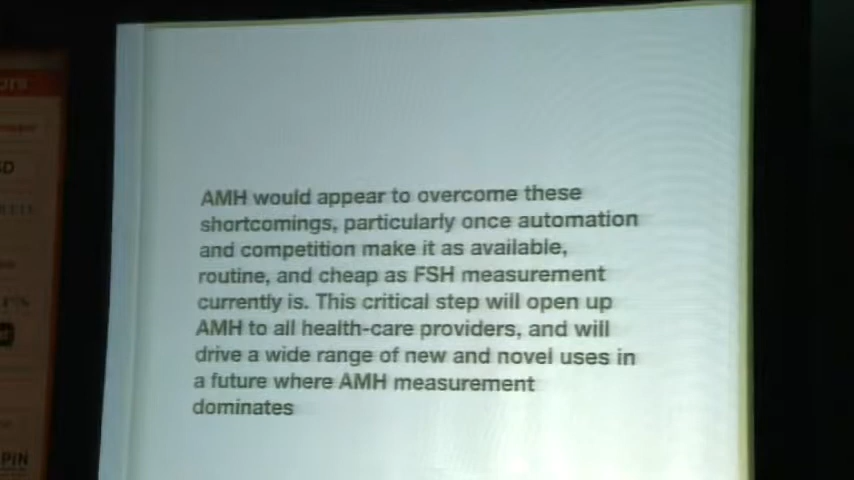 AMH would appear to overcome these
shortcomings, particularly once automation
and competition make it as available,
routine, and cheap as FSH measurement
currently is. This critical step will open up
AMH to all health-care providers, and will
drive a wide range of new and novel uses in
a future where AMH measurement
dominates